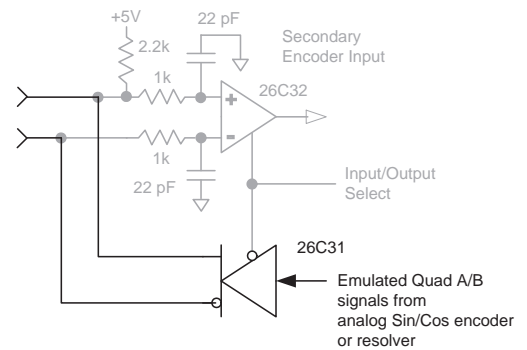 +5V
22 pF
2.2k
Secondary
Encoder Input
1k
26C32
+
-
1k
22 pF
Input/Output
Select
26C31
Emulated Quad A/B
signals from
analog Sin/Cos encoder
or resolver